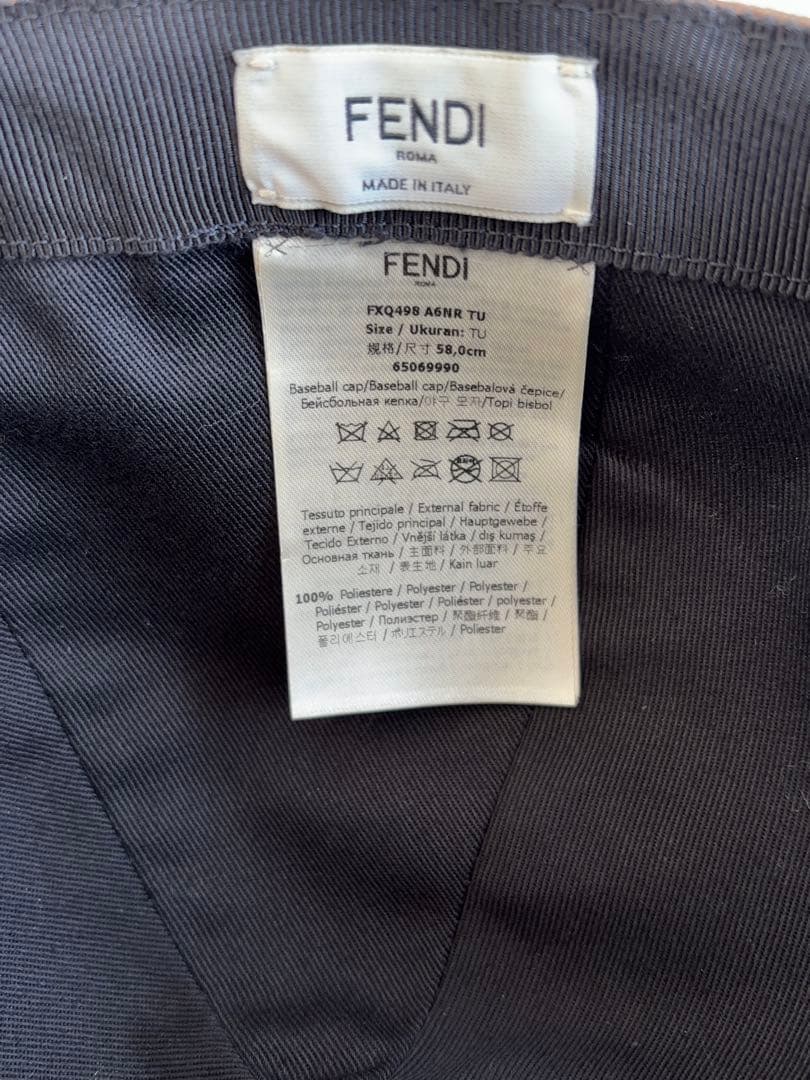 FENDI
ROMA
MADE IN ITALY
FENDI
ROMA
FXQ498 A6NR TU
Size / Ukuran: TU
规格/尺寸 58,0cm
65069990
Baseball cap/Baseball cap/Basebalová čepice/
Бейсбольная кепка/야구 모자/Topi bisbol
Tessuto principale / External fabric / Étoffe
externe / Tejido principal / Hauptgewebe /
Tecido Externo / Vnější látka / dış kumaş /
Основная ткань / 主面料 / 外部面料 / 주요
소재 / 表生地 / Kain luar
100% Poliestere / Polyester / Polyester /
Poliéster / Polyester / Poliéster / polyester /
Polyester / Полиэстер / 聚酯纤维 / 聚酯 /
폴리에스터 / ポリエステル / Poliester